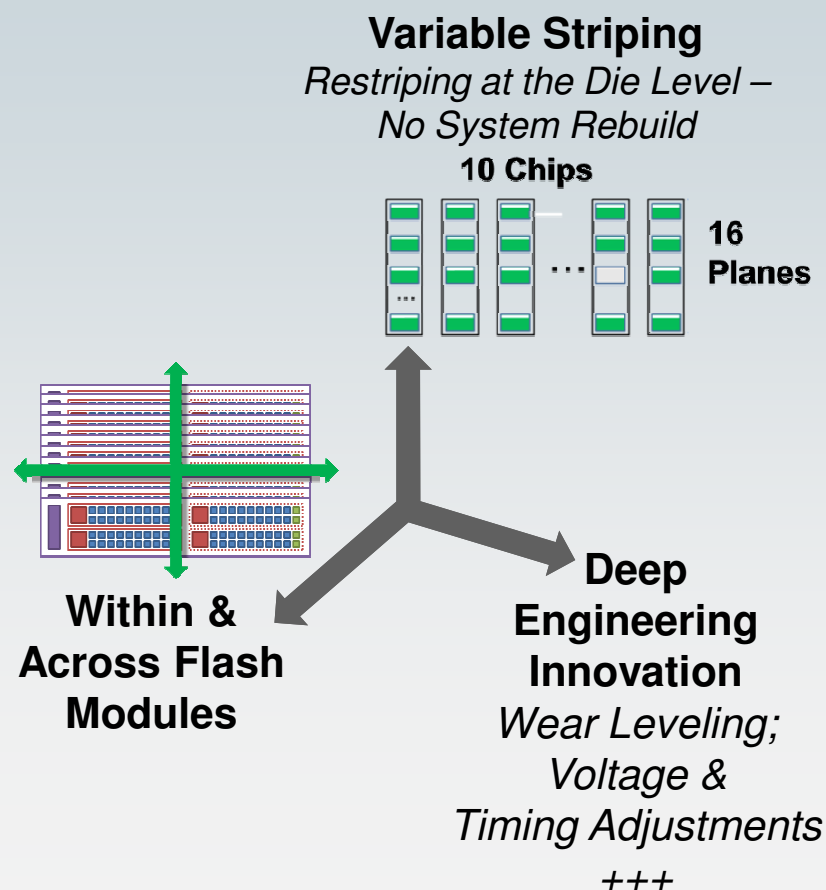 Variable Striping
Restriping at the Die Level –
No System Rebuild
10 Chips
16
Planes
...
...
Within &
Across Flash
Modules
Deep
Engineering
Innovation
Wear Leveling;
Voltage &
Timing Adjustments
+++